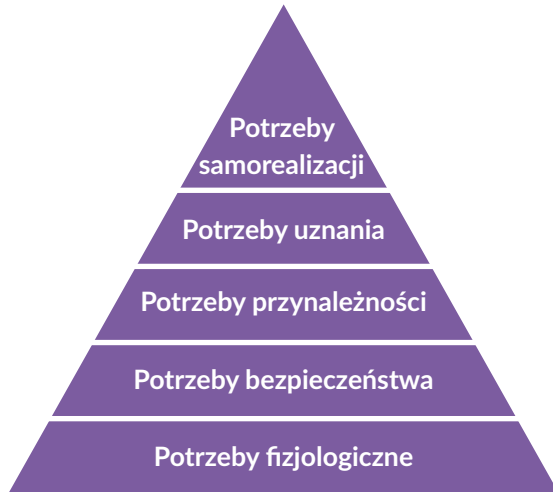 Potrzeby
samorealizacji
Potrzeby uznania
Potrzeby przynależności
Potrzeby bezpieczeństwa
Potrzeby fizjologiczne